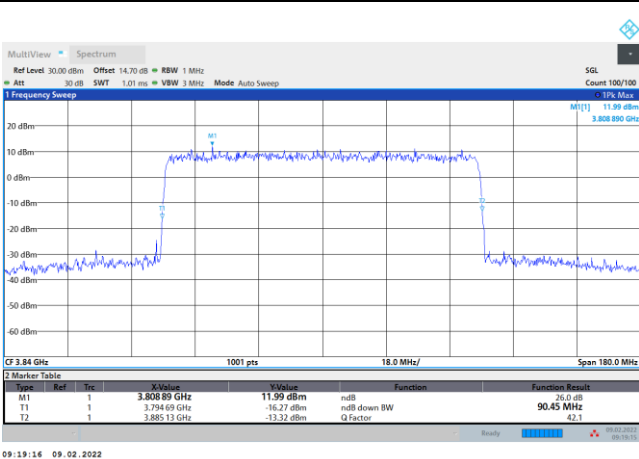 MultiView Spectrum
Ref Level 30.00 dBm Offset 14.70 dB RBW 1 MHz SGL
Att 30 dB SWT 1.01 ms VBW 3 MHz Mode Auto Sweep Count 100/100
1 Frequency Sweep 1Pk Max
M1[1] 11.99 dBm
3.808 890 GHz
20 dBm
M1
10 dBm
0 dBm
-10 dBm
T1 T2
-20 dBm
-30 dBm
-40 dBm
-50 dBm
-60 dBm
CF 3.84 GHz 1001 pts 18.0 MHz/ Span 180.0 MHz
2 Marker Table
Type Ref Trc X-Value Y-Value Function Function Result
M1 1 3.808 89 GHz 11.99 dBm ndB 26.0 dB
T1 1 3.794 69 GHz -16.27 dBm ndB down BW 90.45 MHz
T2 1 3.885 13 GHz -13.32 dBm Q Factor 42.1
Ready 09.02.2022
09:19:15
09:19:16 09.02.2022